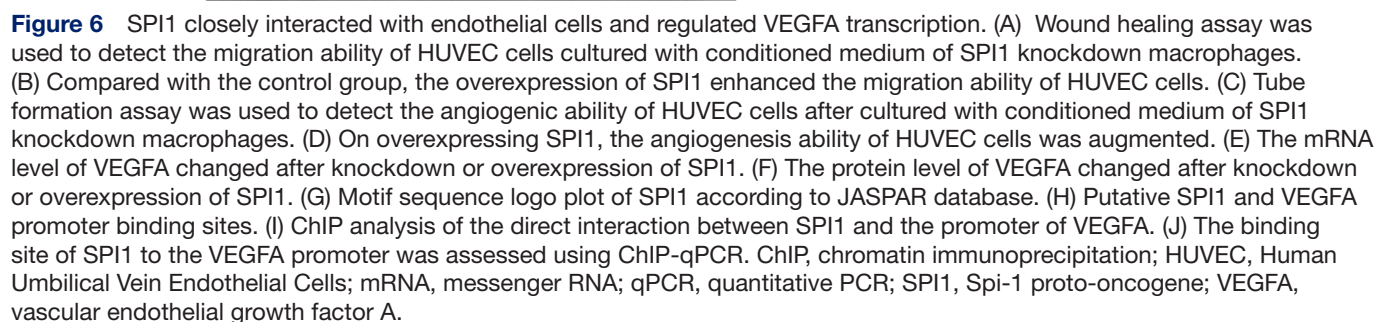 Figure 6 SPI1 closely interacted with endothelial cells and regulated VEGFA transcription. (A) Wound healing assay was
used to detect the migration ability of HUVEC cells cultured with conditioned medium of SPI1 knockdown macrophages.
(B) Compared with the control group, the overexpression of SPI1 enhanced the migration ability of HUVEC cells. (C) Tube
formation assay was used to detect the angiogenic ability of HUVEC cells after cultured with conditioned medium of SPI1
knockdown macrophages. (D) On overexpressing SPI1, the angiogenesis ability of HUVEC cells was augmented. (E) The mRNA
level of VEGFA changed after knockdown or overexpression of SPI1. (F) The protein level of VEGFA changed after knockdown
or overexpression of SPI1. (G) Motif sequence logo plot of SPI1 according to JASPAR database. (H) Putative SPI1 and VEGFA
promoter binding sites. (I) ChIP analysis of the direct interaction between SPI1 and the promoter of VEGFA. (J) The binding
site of SPI1 to the VEGFA promoter was assessed using ChIP-qPCR. ChIP, chromatin immunoprecipitation; HUVEC, Human
Umbilical Vein Endothelial Cells; mRNA, messenger RNA; qPCR, quantitative PCR; SPI1, Spi-1 proto-oncogene; VEGFA,
vascular endothelial growth factor A.